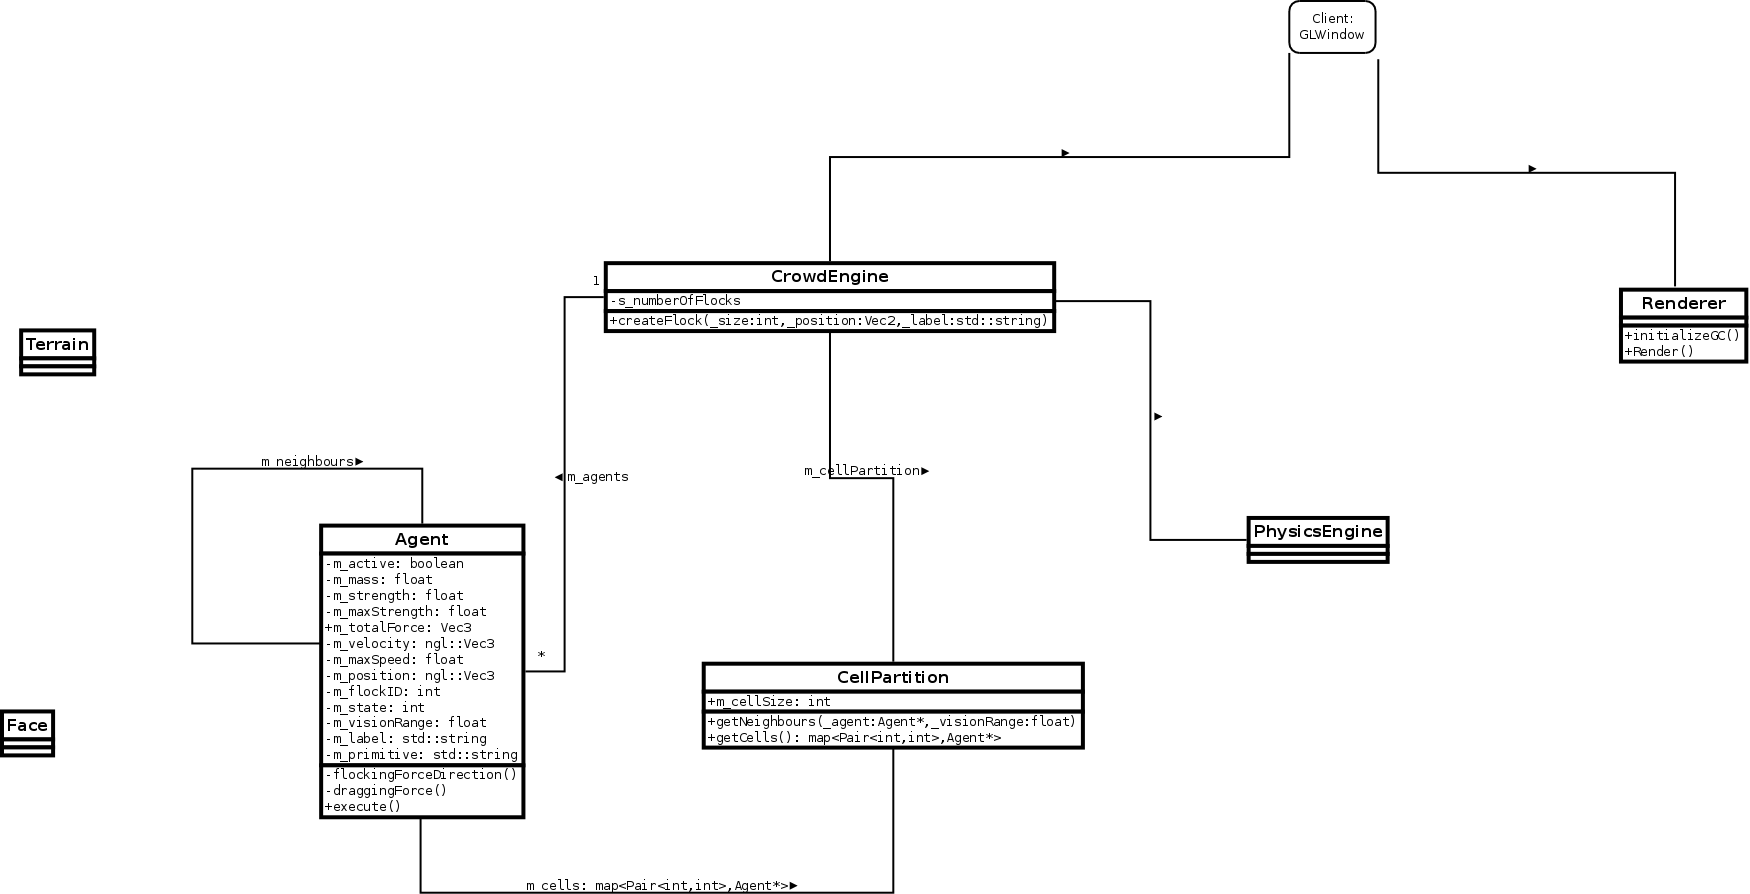 Client:
GLWindow
CrowdEngine
-s_numberOfFlocks
+createFlock(_size:int,_position:Vec2,_label:std::string)
1
Renderer
+initializeGC()
+Render()
Terrain
m_neighbours
m_agents
m_cellPartition
PhysicsEngine
Agent
-m_active: boolean
-m_mass: float
-m_strength: float
-m_maxStrength: float
+m_totalForce: Vec3
-m_velocity: ngl::Vec3
-m_maxSpeed: float
-m_position: ngl::Vec3
-m_flockID: int
-m_state: int
-m_visionRange: float
-m_label: std::string
-m_primitive: std::string
-flockingForceDirection()
-draggingForce()
+execute()
*
CellPartition
+m_cellSize: int
+getNeighbours(_agent:Agent*,_visionRange:float)
+getCells(): map<Pair<int,int>,Agent*>
Face
m_cells: map<Pair<int,int>,Agent*>